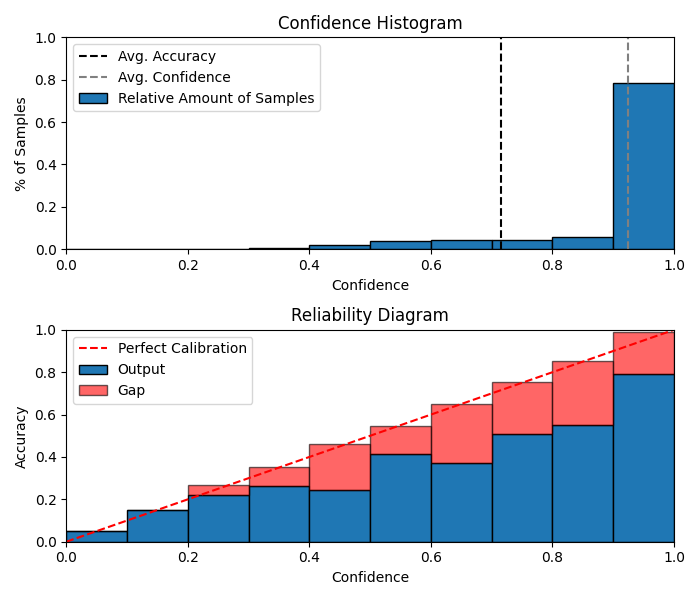 Confidence Histogram
1.0
0.8
0.6
0.4
0.2
0.0
% of Samples
Avg. Accuracy
Avg. Confidence
Relative Amount of Samples
0.0 0.2 0.4 0.6 0.8 1.0
Confidence
Reliability Diagram
1.0
0.8
0.6
0.4
0.2
0.0
Accuracy
Perfect Calibration
Output
Gap
0.0 0.2 0.4 0.6 0.8 1.0
Confidence